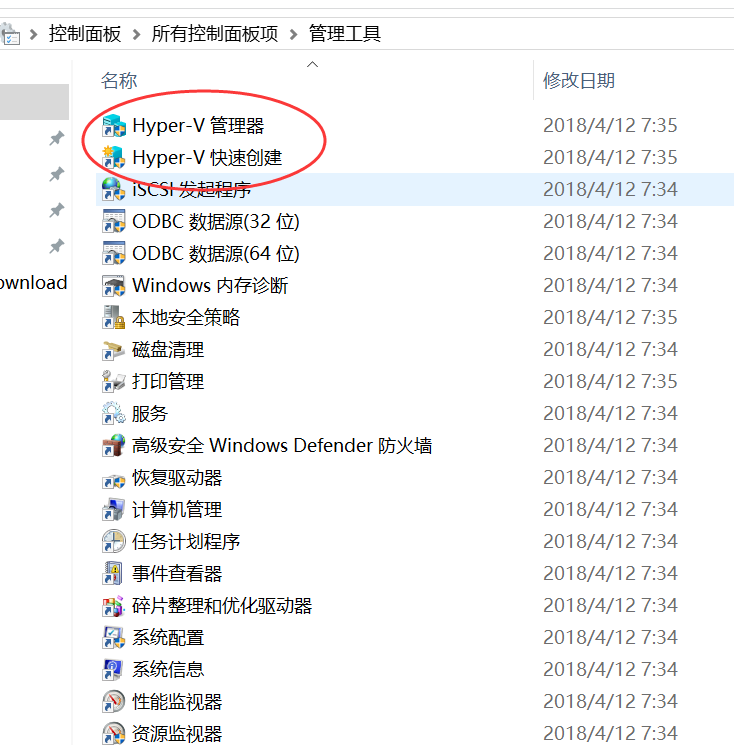 控制面板 > 所有控制面板项 > 管理工具
名称 修改日期
Hyper-V 管理器 2018/4/12 7:35
Hyper-V 快速创建 2018/4/12 7:35
iSCSI 发起程序 2018/4/12 7:34
ODBC 数据源(32 位) 2018/4/12 7:34
ODBC 数据源(64 位) 2018/4/12 7:34
ownload Windows 内存诊断 2018/4/12 7:34
本地安全策略 2018/4/12 7:35
磁盘清理 2018/4/12 7:34
打印管理 2018/4/12 7:35
服务 2018/4/12 7:34
高级安全 Windows Defender 防火墙 2018/4/12 7:34
恢复驱动器 2018/4/12 7:34
计算机管理 2018/4/12 7:34
任务计划程序 2018/4/12 7:34
事件查看器 2018/4/12 7:34
碎片整理和优化驱动器 2018/4/12 7:34
系统配置 2018/4/12 7:34
系统信息 2018/4/12 7:34
性能监视器 2018/4/12 7:34
资源监视器 2018/4/12 7:34